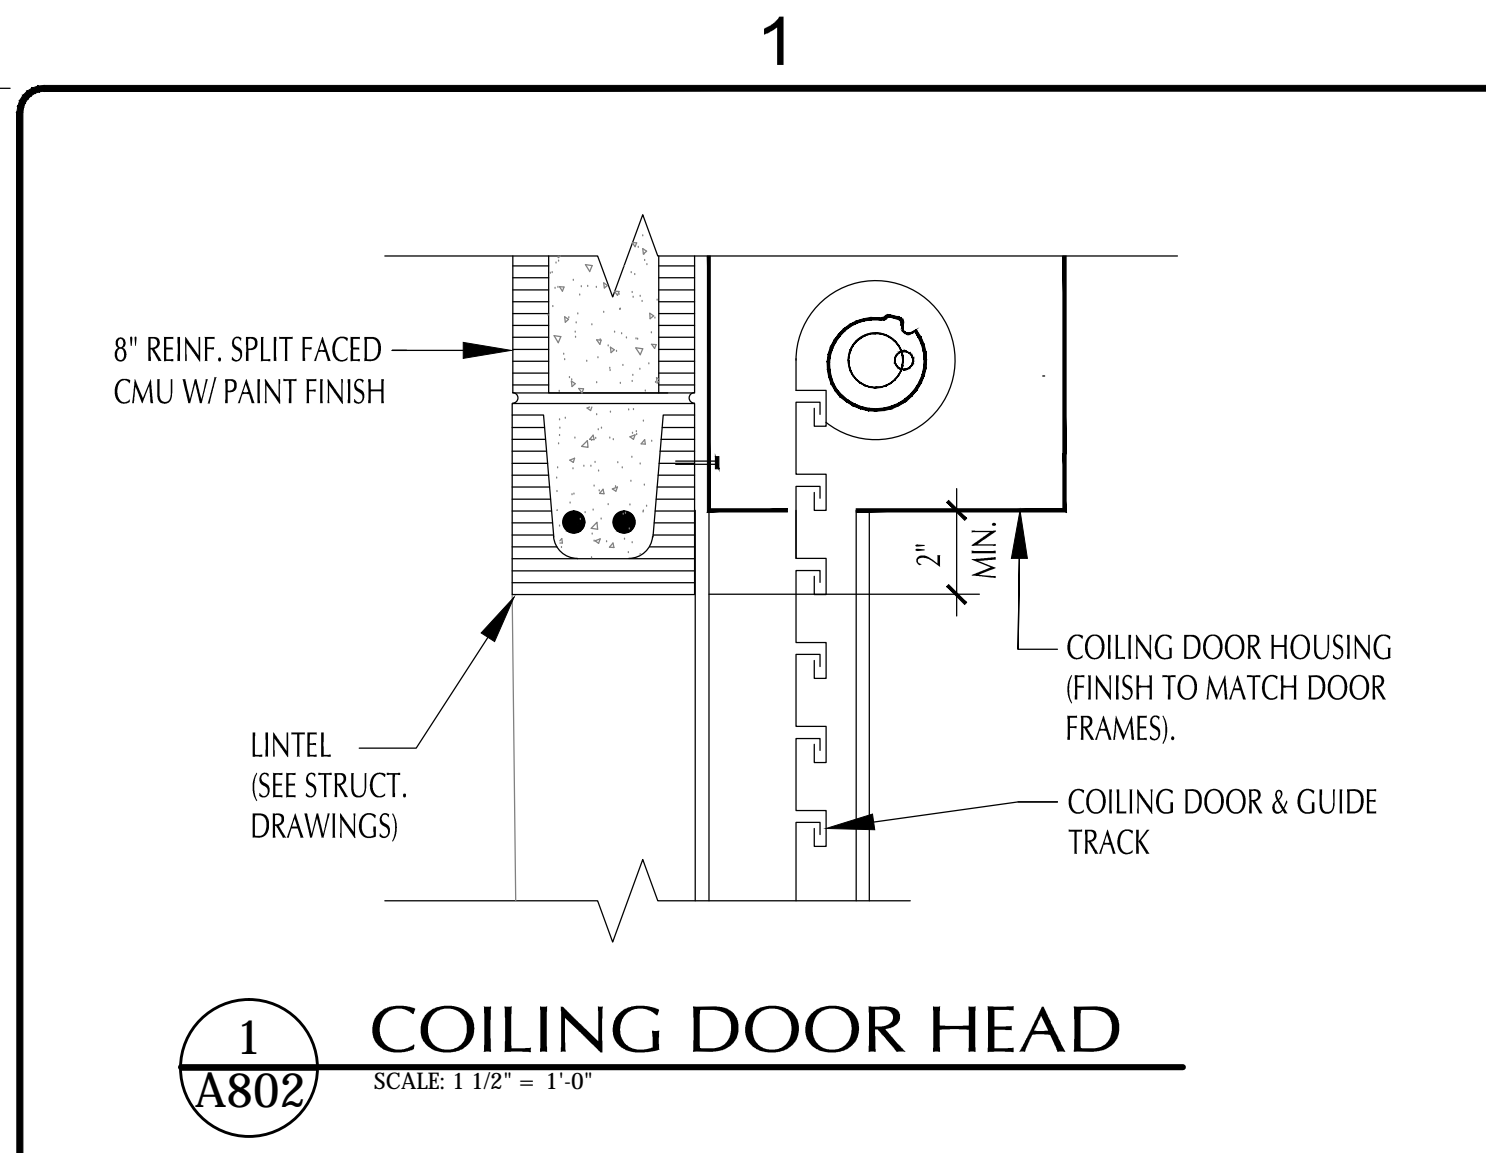 1
8" REINF. SPLIT FACED
CMU W/ PAINT FINISH
2"
MIN.
COILING DOOR HOUSING
(FINISH TO MATCH DOOR
FRAMES).
LINTEL
(SEE STRUCT.
DRAWINGS)
COILING DOOR & GUIDE
TRACK
1
A802
COILING DOOR HEAD
SCALE: 1 1/2" = 1'-0"